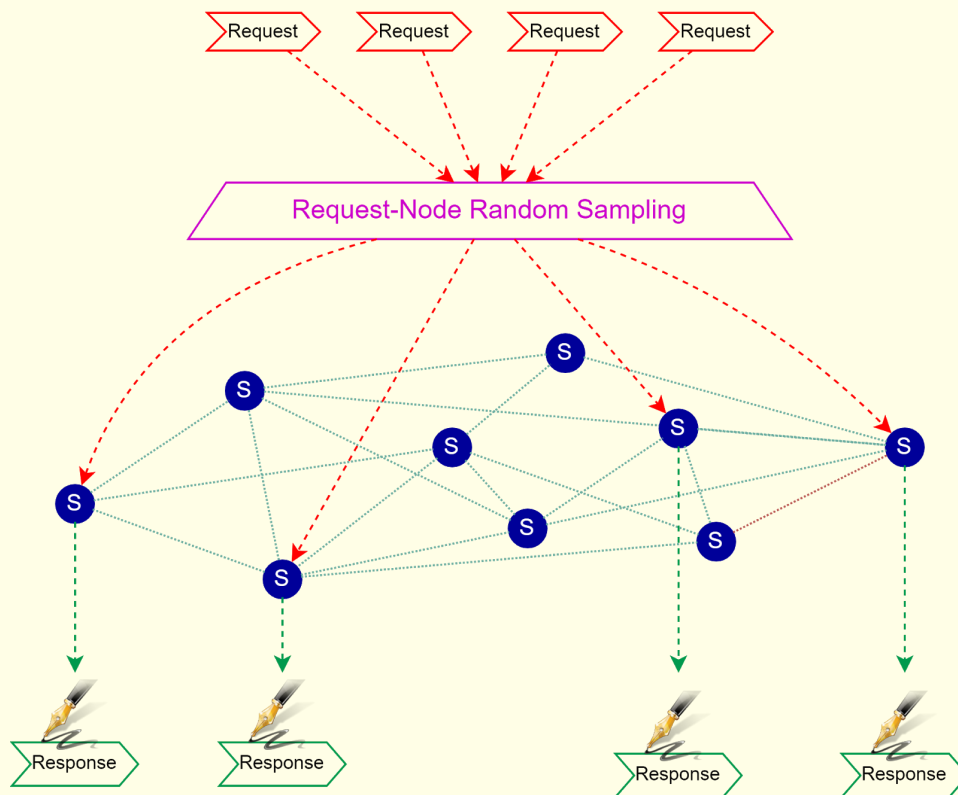 Request
Request
Request
Request
Request-Node Random Sampling
S
S
S
S
S
S
S
S
S
Response
Response
Response
Response